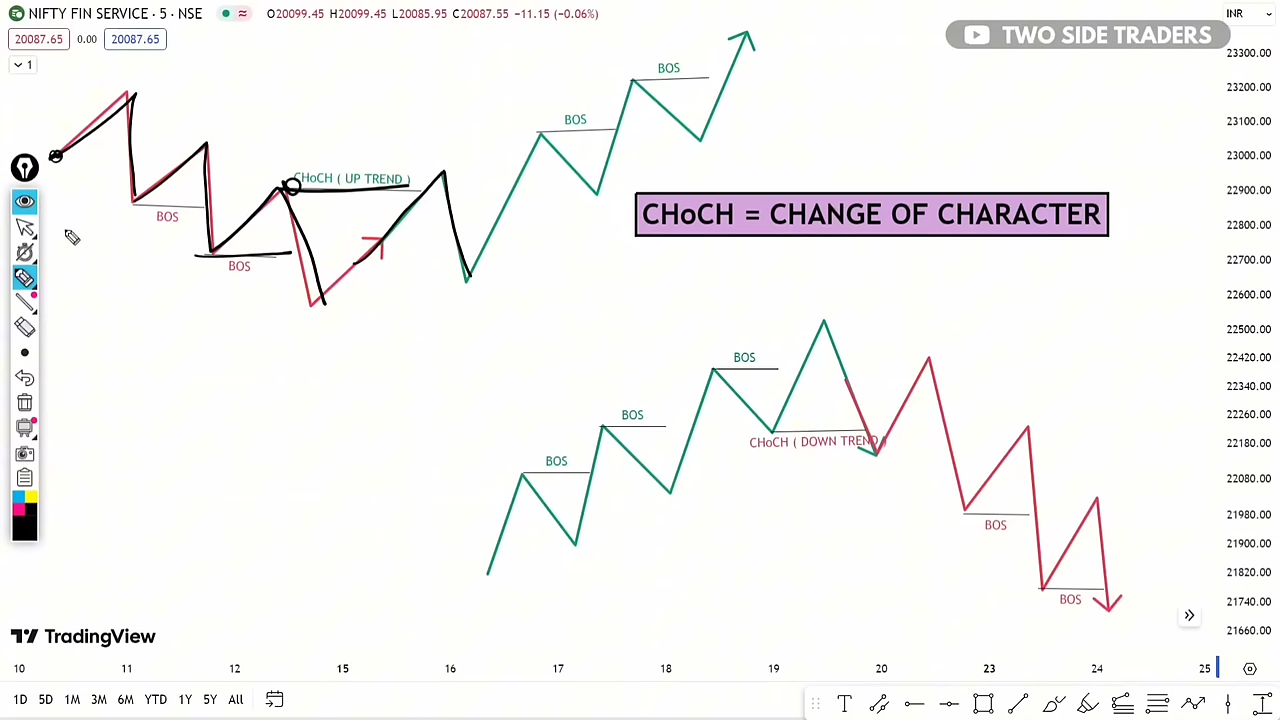 NIFTY FIN SERVICE · 5 · NSE
O20099.45 H20099.45 L20085.95 C20087.55 −11.15 (−0.06%)
INR
20087.65 0.00 20087.65
1
TWO SIDE TRADERS
BOS
BOS
CHoCH ( UP TREND )
BOS
BOS
BOS
CHoCH = CHANGE OF CHARACTER
BOS
BOS
BOS
CHoCH ( DOWN TREND )
BOS
BOS
23300.00
23200.00
23100.00
23000.00
22900.00
22800.00
22700.00
22600.00
22500.00
22420.00
22340.00
22260.00
22180.00
22080.00
21980.00
21900.00
21820.00
21740.00
21660.00
TradingView
10 11 12 15 16 17 18 19 20 23 24 25
1D 5D 1M 3M 6M YTD 1Y 5Y All